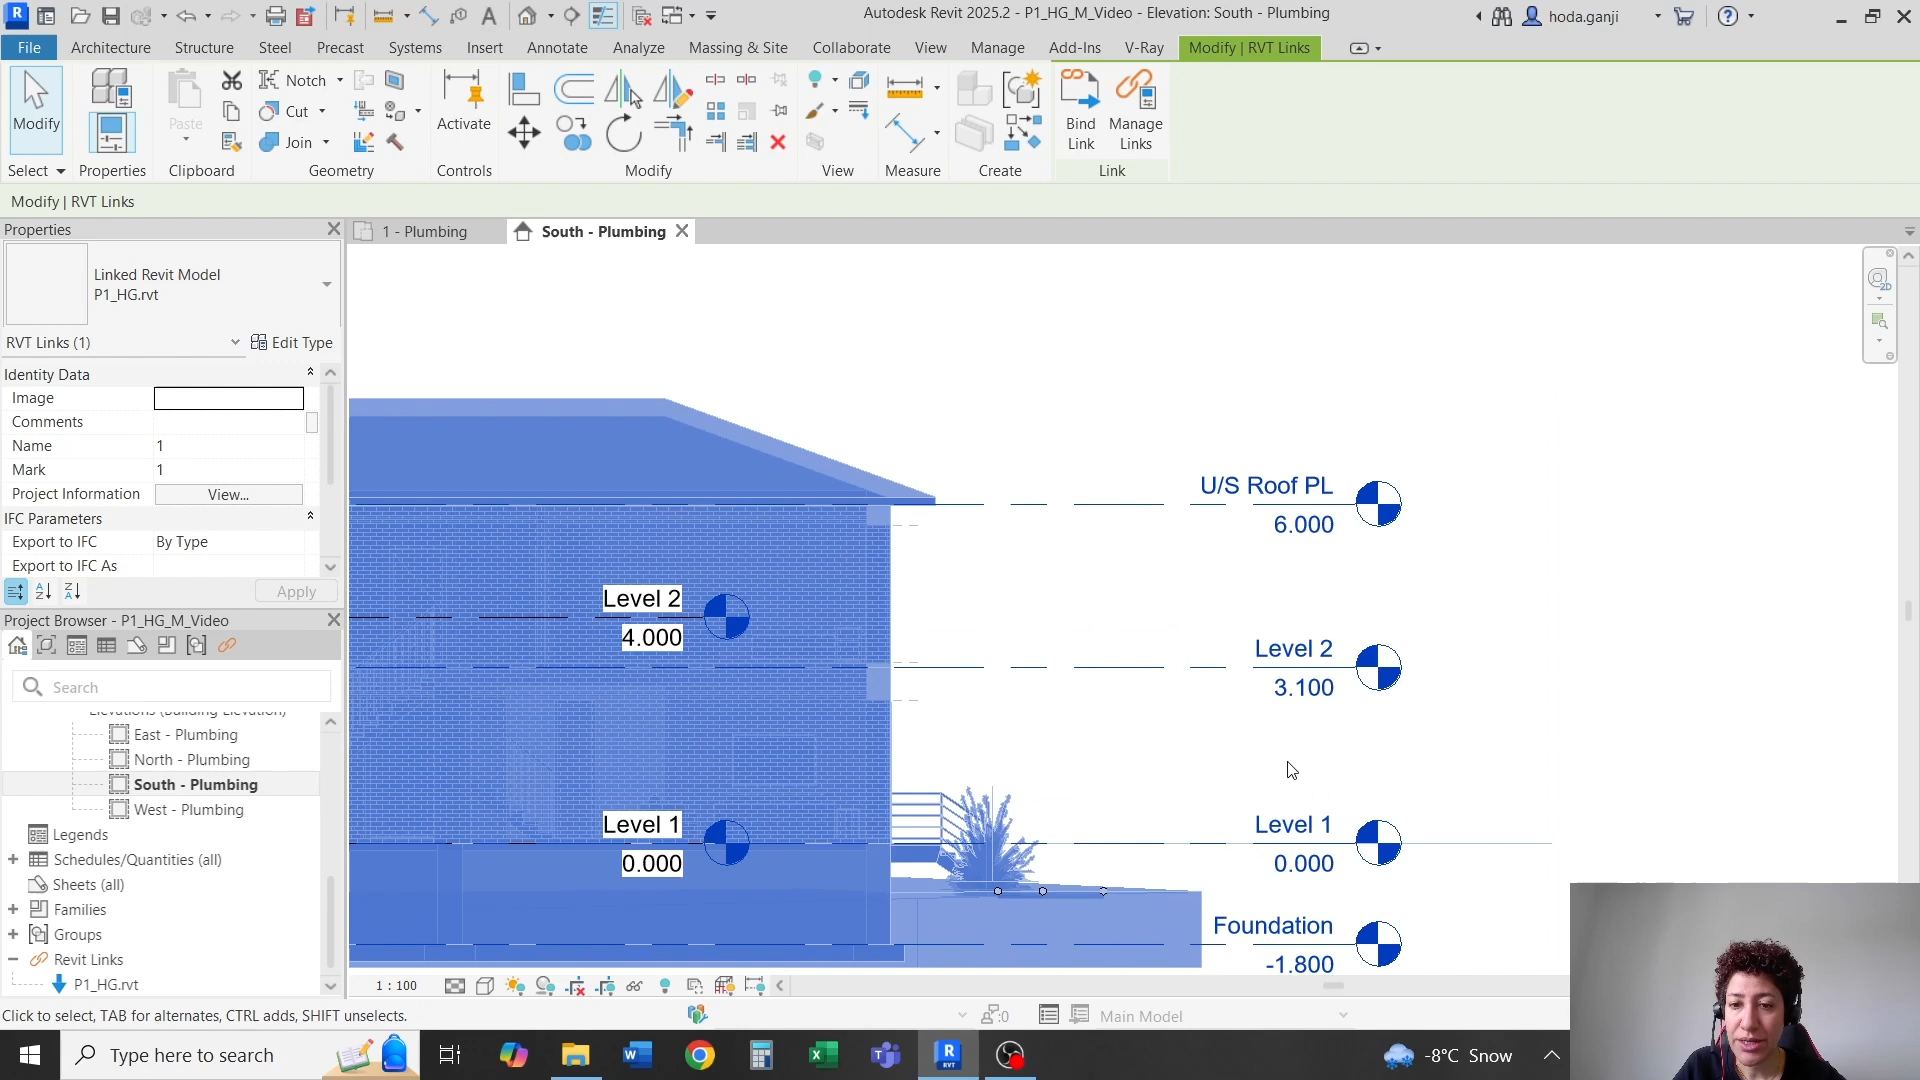 Autodesk Revit 2025.2 - P1_HG_M_Video - Elevation: South - Plumbing
hoda.ganji
File Architecture Structure Steel Precast Systems Insert Annotate Analyze Massing & Site Collaborate View Manage Add-Ins V-Ray Modify | RVT Links
Modify
Paste
Notch
Cut
Join
Activate
Bind Link
Manage Links
Select Properties Clipboard Geometry Controls Modify View Measure Create Link
Modify | RVT Links
Properties
1 - Plumbing
South - Plumbing
Linked Revit Model
P1_HG.rvt
RVT Links (1)
Edit Type
Identity Data
Image
Comments
Name 1
Mark 1
Project Information View...
IFC Parameters
Export to IFC By Type
Export to IFC As
Apply
Project Browser - P1_HG_M_Video
Search
Elevations (Building Elevation)
East - Plumbing
North - Plumbing
South - Plumbing
West - Plumbing
Legends
Schedules/Quantities (all)
Sheets (all)
Families
Groups
Revit Links
P1_HG.rvt
U/S Roof PL
6.000
Level 2
4.000
Level 2
3.100
Level 1
0.000
Level 1
0.000
Foundation
-1.800
2D
1 : 100
Click to select, TAB for alternates, CTRL adds, SHIFT unselects.
:0
Main Model
Type here to search
-8°C Snow